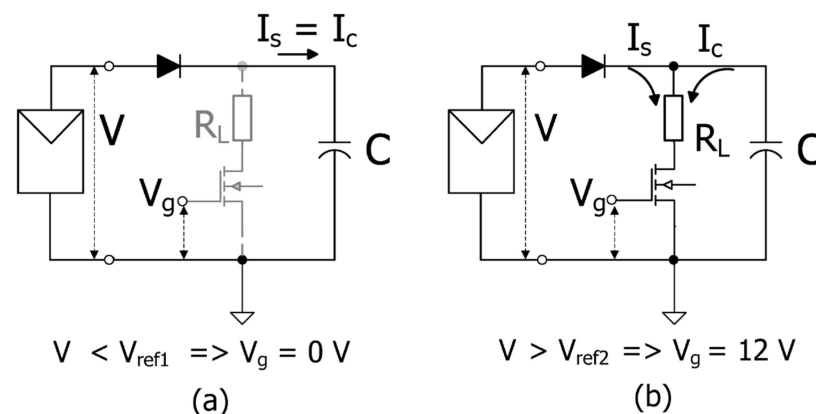 I_s = I_c
V
R_L
C
V_g
V < V_ref1 => V_g = 0 V
(a)
I_s
I_c
V
R_L
C
V_g
V > V_ref2 => V_g = 12 V
(b)